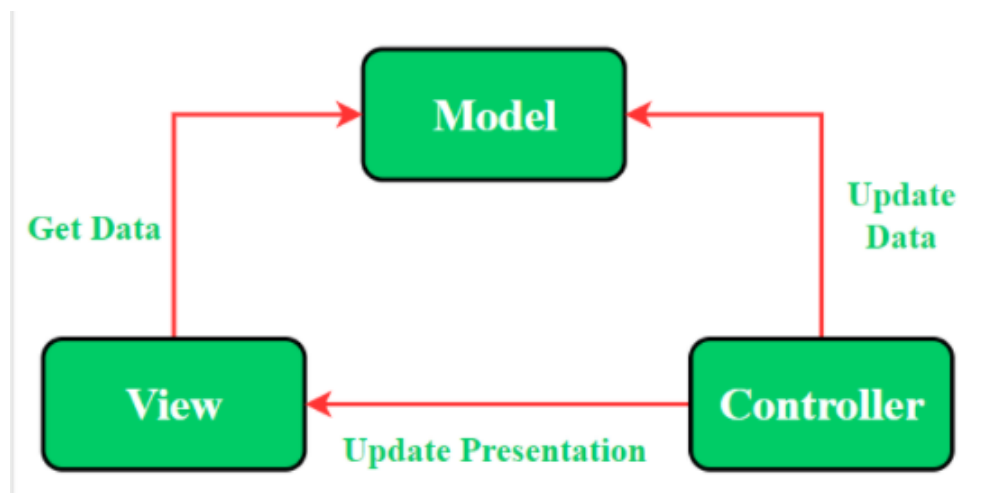 Model
Get Data
Update
Data
View
Controller
Update Presentation